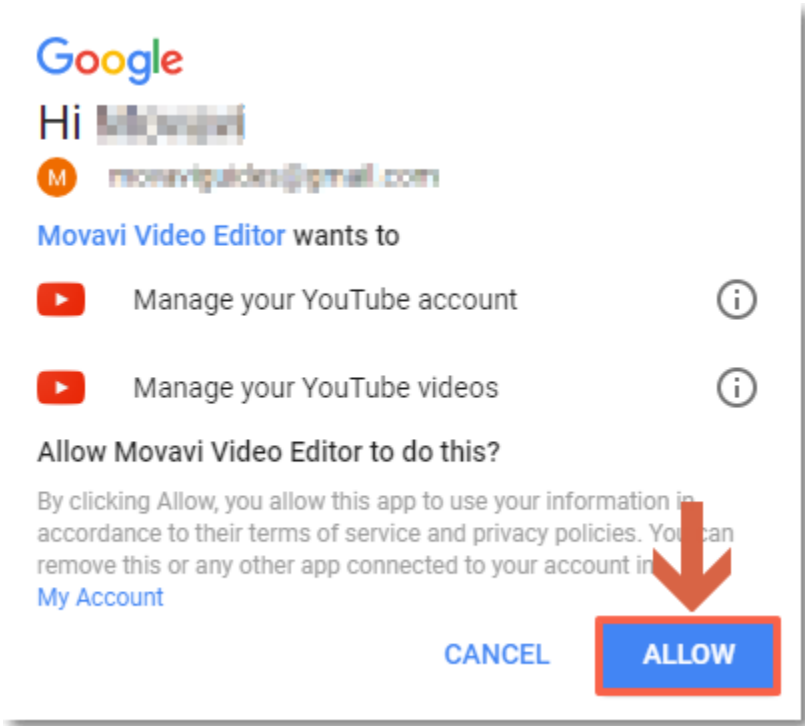 Google
Hi
M
Movavi Video Editor wants to
Manage your YouTube account
Manage your YouTube videos
Allow Movavi Video Editor to do this?
By clicking Allow, you allow this app to use your information in
accordance to their terms of service and privacy policies. You can
remove this or any other app connected to your account in
My Account
CANCEL
ALLOW